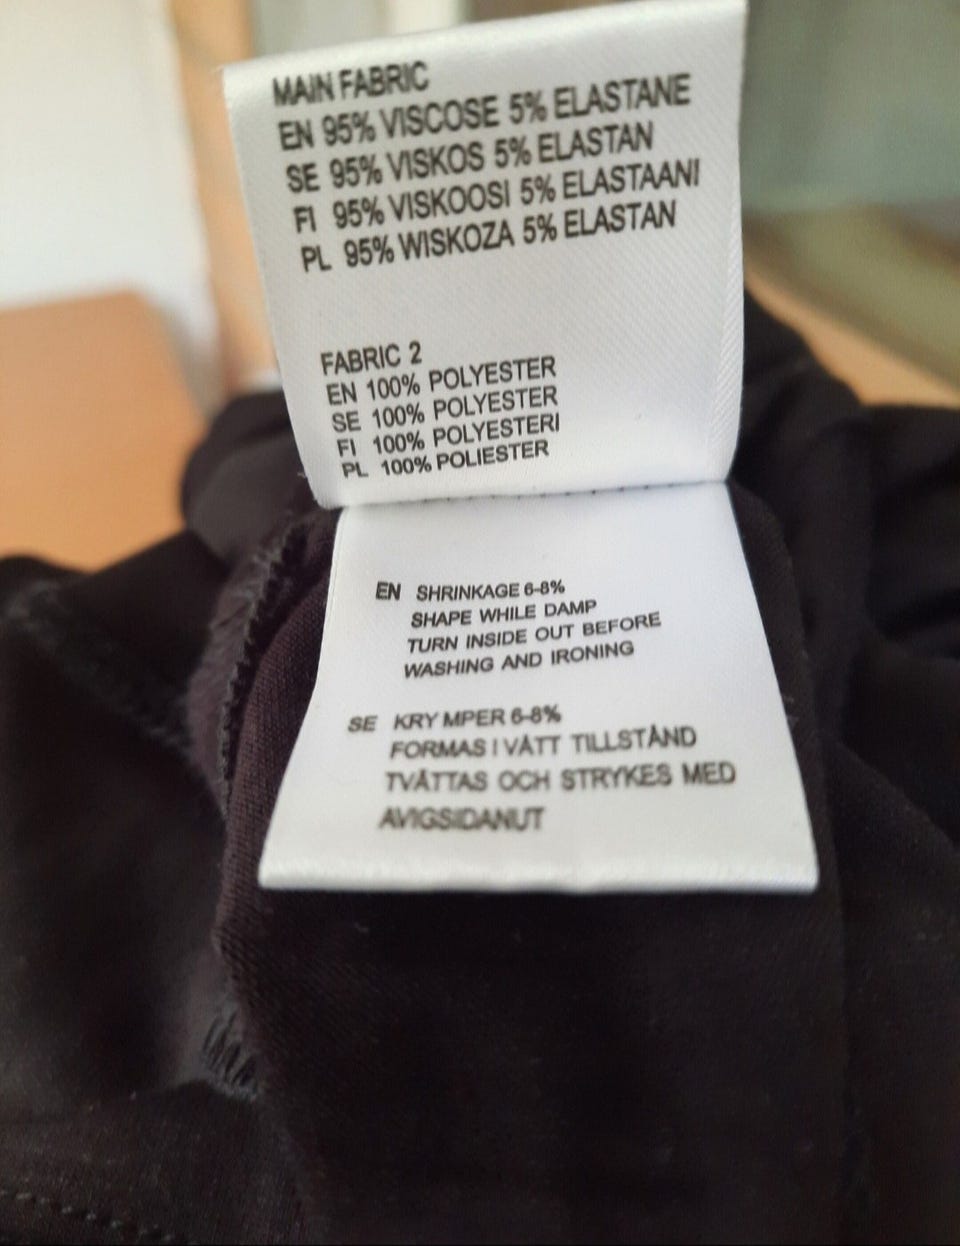 MAIN FABRIC
EN 95% VISCOSE 5% ELASTANE
SE 95% VISKOS 5% ELASTAN
FI 95% VISKOOSI 5% ELASTAANI
PL 95% WISKOZA 5% ELASTAN
FABRIC 2
EN 100% POLYESTER
SE 100% POLYESTER
FI 100% POLYESTERI
PL 100% POLIESTER
EN SHRINKAGE 6-8%
SHAPE WHILE DAMP
TURN INSIDE OUT BEFORE
WASHING AND IRONING
SE KRYMPER 6-8%
FORMAS I VÅTT TILLSTÅND
TVÄTTAS OCH STRYKES MED
AVIGSIDANUT